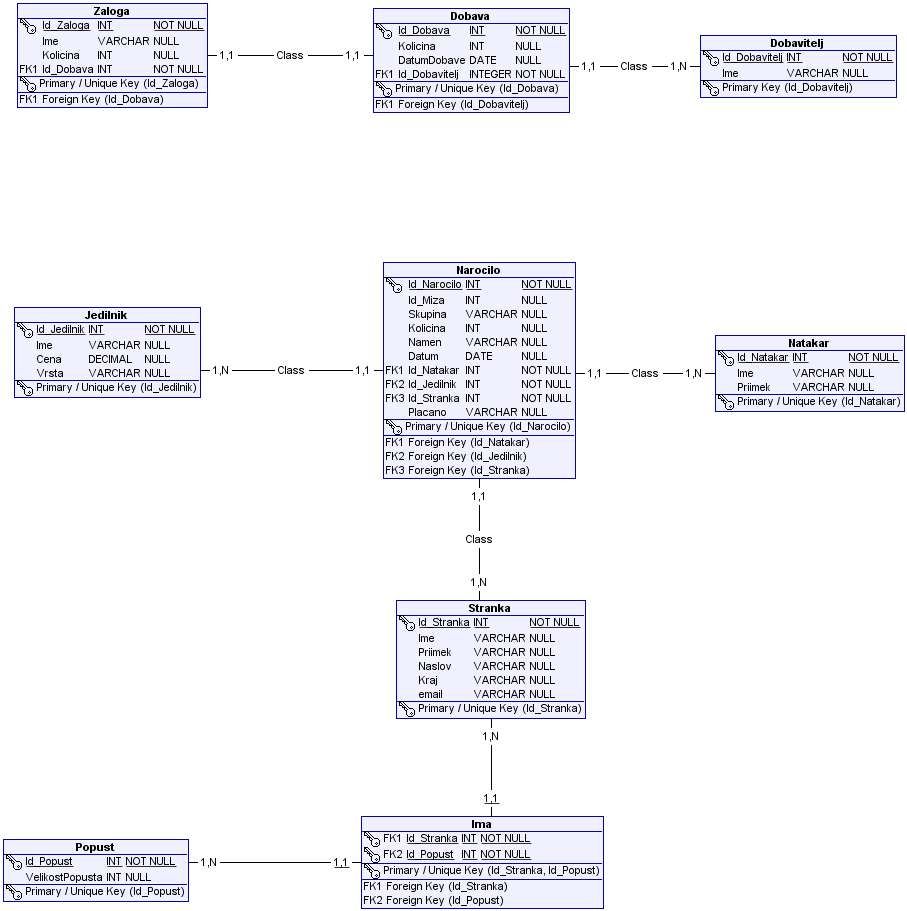 Zaloga
Id_Zaloga INT NOT NULL
Ime VARCHAR NULL
Kolicina INT NULL
FK1 Id_Dobava INT NOT NULL
Primary / Unique Key (Id_Zaloga)
FK1 Foreign Key (Id_Dobava)
1,1 Class 1,1
Dobava
Id_Dobava INT NOT NULL
Kolicina INT NULL
DatumDobave DATE NULL
FK1 Id_Dobavitelj INTEGER NOT NULL
Primary / Unique Key (Id_Dobava)
FK1 Foreign Key (Id_Dobavitelj)
1,1 Class 1,N
Dobavitelj
Id_Dobavitelj INT NOT NULL
Ime VARCHAR NULL
Primary Key (Id_Dobavitelj)
Jedilnik
Id_Jedilnik INT NOT NULL
Ime VARCHAR NULL
Cena DECIMAL NULL
Vrsta VARCHAR NULL
Primary / Unique Key (Id_Jedilnik)
1,N Class 1,1
Narocilo
Id_Narocilo INT NOT NULL
Id_Miza INT NULL
Skupina VARCHAR NULL
Kolicina INT NULL
Namen VARCHAR NULL
Datum DATE NULL
FK1 Id_Natakar INT NOT NULL
FK2 Id_Jedilnik INT NOT NULL
FK3 Id_Stranka INT NOT NULL
Placano VARCHAR NULL
Primary / Unique Key (Id_Narocilo)
FK1 Foreign Key (Id_Natakar)
FK2 Foreign Key (Id_Jedilnik)
FK3 Foreign Key (Id_Stranka)
1,1 Class 1,N
Natakar
Id_Natakar INT NOT NULL
Ime VARCHAR NULL
Priimek VARCHAR NULL
Primary / Unique Key (Id_Natakar)
1,1
Class
1,N
Stranka
Id_Stranka INT NOT NULL
Ime VARCHAR NULL
Priimek VARCHAR NULL
Naslov VARCHAR NULL
Kraj VARCHAR NULL
email VARCHAR NULL
Primary / Unique Key (Id_Stranka)
1,N
1,1
Popust
Id_Popust INT NOT NULL
VelikostPopusta INT NULL
Primary / Unique Key (Id_Popust)
1,N 1,1
Ima
FK1 Id_Stranka INT NOT NULL
FK2 Id_Popust INT NOT NULL
Primary / Unique Key (Id_Stranka, Id_Popust)
FK1 Foreign Key (Id_Stranka)
FK2 Foreign Key (Id_Popust)